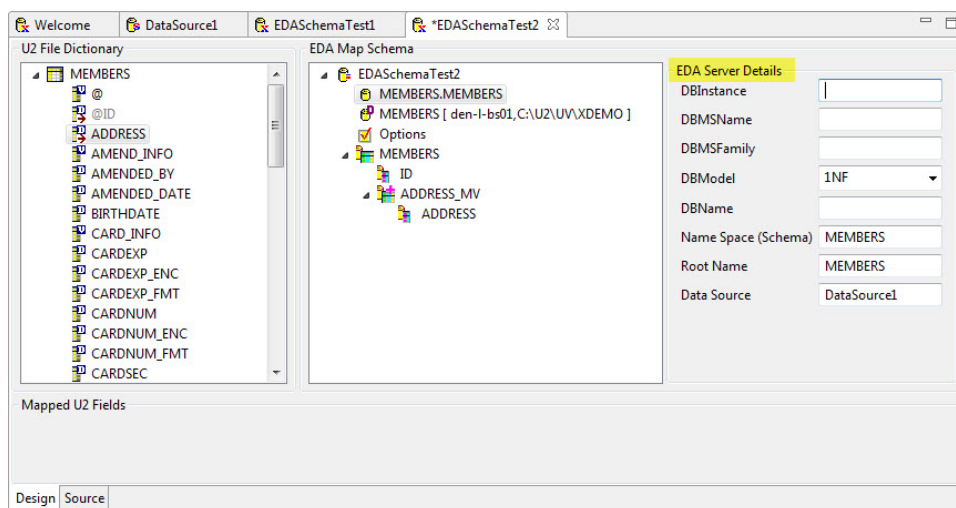 Welcome DataSource1 EDASchemaTest1 *EDASchemaTest2
U2 File Dictionary
MEMBERS
@
@ID
ADDRESS
AMEND_INFO
AMENDED_BY
AMENDED_DATE
BIRTHDATE
CARD_INFO
CARDEXP
CARDEXP_ENC
CARDEXP_FMT
CARDNUM
CARDNUM_ENC
CARDNUM_FMT
CARDSEC
EDA Map Schema
EDASchemaTest2
MEMBERS.MEMBERS
MEMBERS [ den-l-bs01,C:\U2\UV\XDEMO ]
Options
MEMBERS
ID
ADDRESS_MV
ADDRESS
EDA Server Details
DBInstance
DBMSName
DBMSFamily
DBModel 1NF
DBName
Name Space (Schema) MEMBERS
Root Name MEMBERS
Data Source DataSource1
Mapped U2 Fields
Design Source